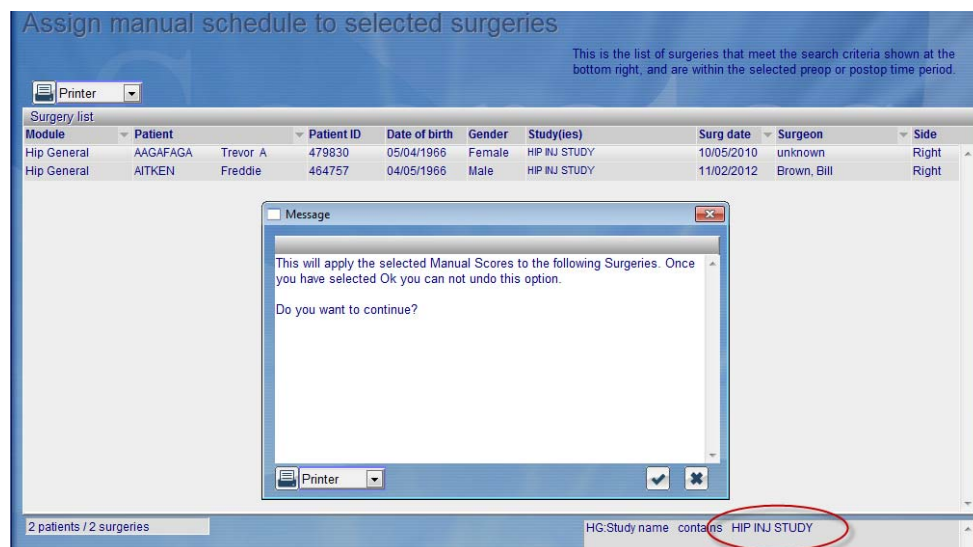 Assign manual schedule to selected surgeries
This is the list of surgeries that meet the search criteria shown at the
bottom right, and are within the selected preop or postop time period.
Printer
Surgery list
Module Patient Patient ID Date of birth Gender Study(ies) Surg date Surgeon Side
Hip General AAGAFAGA Trevor A 479830 05/04/1966 Female HIP INJ STUDY 10/05/2010 unknown Right
Hip General AITKEN Freddie 464757 04/05/1966 Male HIP INJ STUDY 11/02/2012 Brown, Bill Right
Message
This will apply the selected Manual Scores to the following Surgeries. Once
you have selected Ok you can not undo this option.
Do you want to continue?
Printer
2 patients / 2 surgeries
HG:Study name contains HIP INJ STUDY